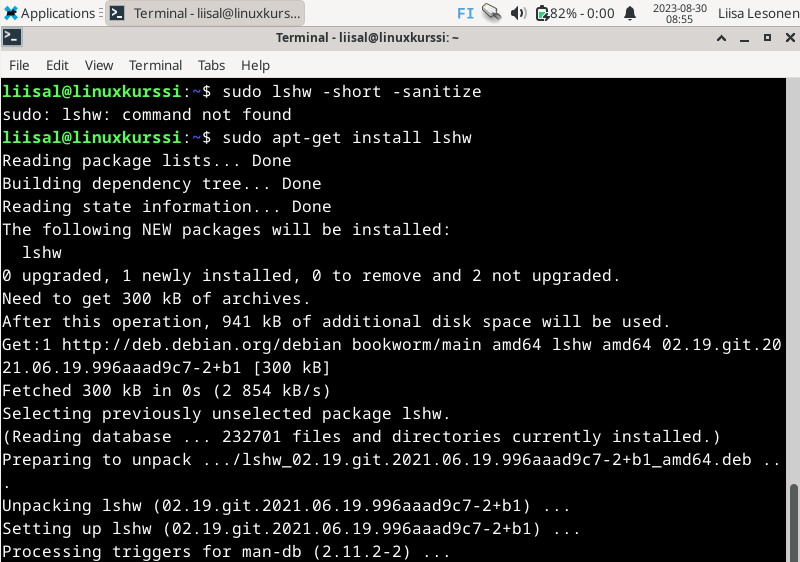 Applications Terminal - liisal@linuxkurs... FI 82% - 0:00 2023-08-30 08:55 Liisa Lesonen
Terminal - liisal@linuxkurssi: ~
File Edit View Terminal Tabs Help
liisal@linuxkurssi:~$ sudo lshw -short -sanitize
sudo: lshw: command not found
liisal@linuxkurssi:~$ sudo apt-get install lshw
Reading package lists... Done
Building dependency tree... Done
Reading state information... Done
The following NEW packages will be installed:
  lshw
0 upgraded, 1 newly installed, 0 to remove and 2 not upgraded.
Need to get 300 kB of archives.
After this operation, 941 kB of additional disk space will be used.
Get:1 http://deb.debian.org/debian bookworm/main amd64 lshw amd64 02.19.git.20
21.06.19.996aaad9c7-2+b1 [300 kB]
Fetched 300 kB in 0s (2 854 kB/s)
Selecting previously unselected package lshw.
(Reading database ... 232701 files and directories currently installed.)
Preparing to unpack .../lshw_02.19.git.2021.06.19.996aaad9c7-2+b1_amd64.deb ..
.
Unpacking lshw (02.19.git.2021.06.19.996aaad9c7-2+b1) ...
Setting up lshw (02.19.git.2021.06.19.996aaad9c7-2+b1) ...
Processing triggers for man-db (2.11.2-2) ...